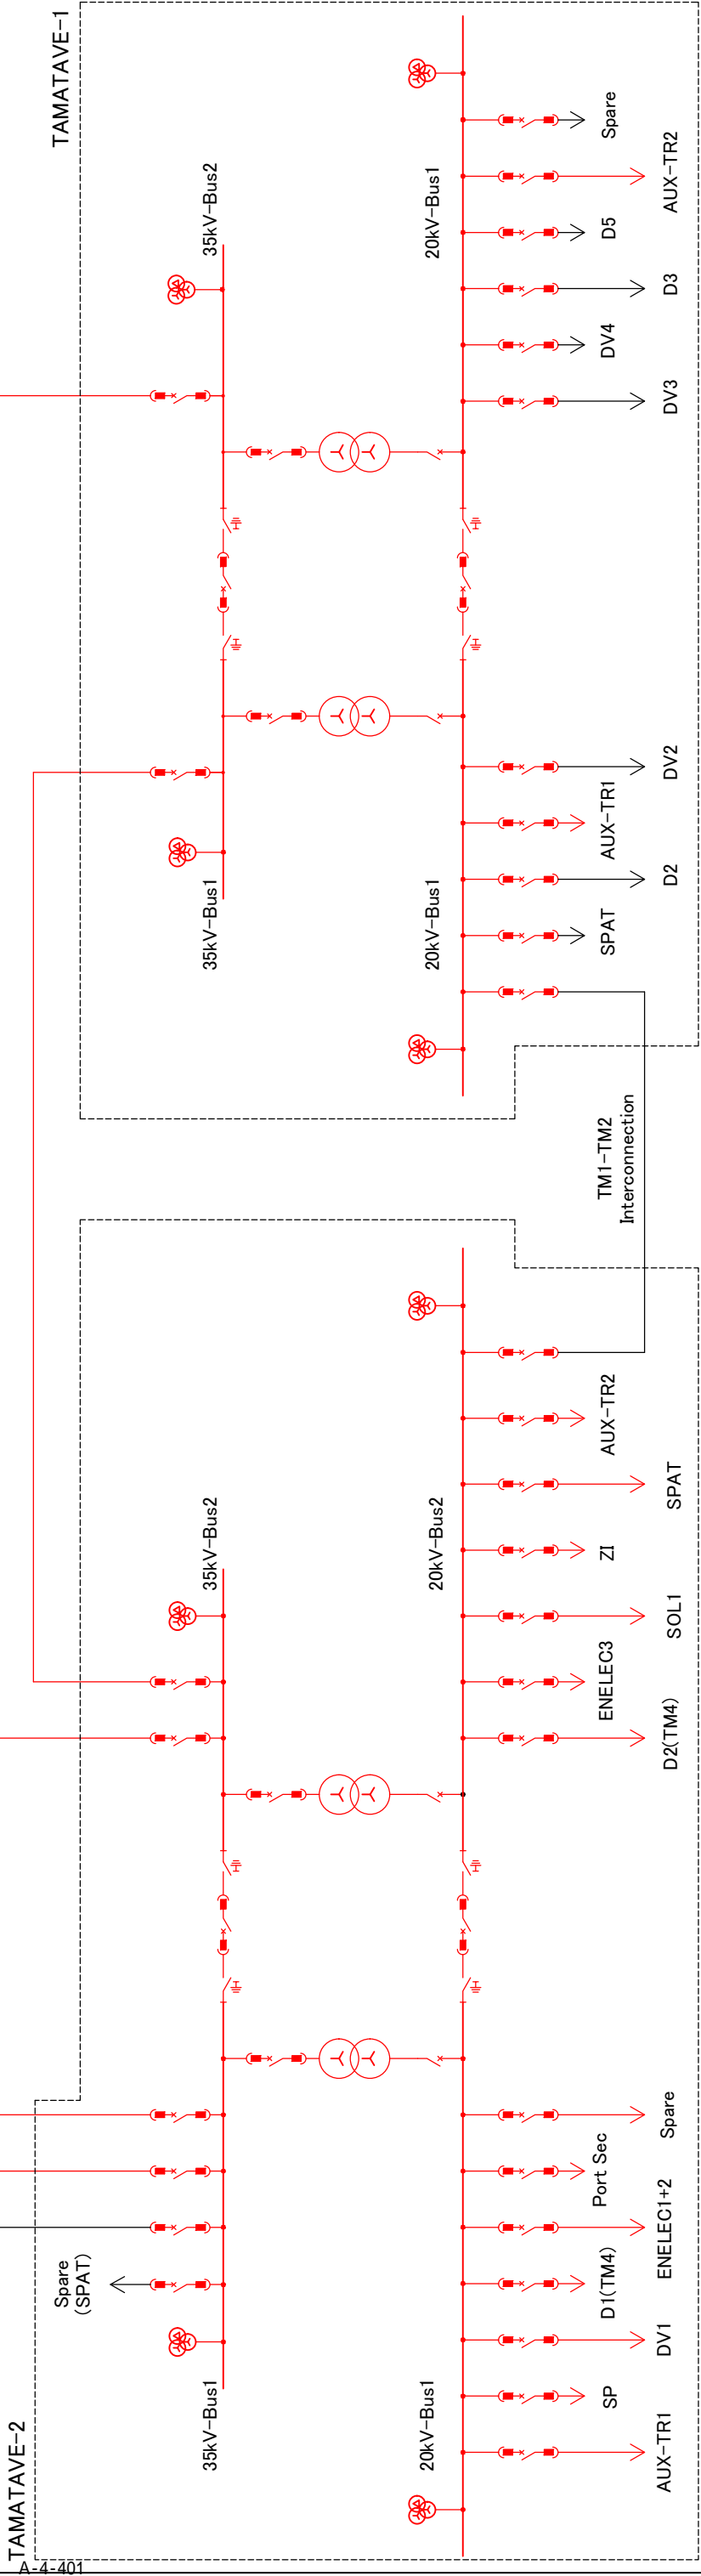 TAMATAVE-2
35kV-Bus1
Spare
(SPAT)
35kV-Bus2
20kV-Bus1
20kV-Bus2
AUX-TR1
SP
DV1
D1(TM4)
ENELEC1+2
Port Sec
Spare
D2(TM4)
ENELEC3
SOL1
ZI
SPAT
AUX-TR2
TM1-TM2
Interconnection
TAMATAVE-1
35kV-Bus1
35kV-Bus2
20kV-Bus1
20kV-Bus1
SPAT
D2
AUX-TR1
DV2
DV3
DV4
D3
D5
AUX-TR2
Spare
A-4-401